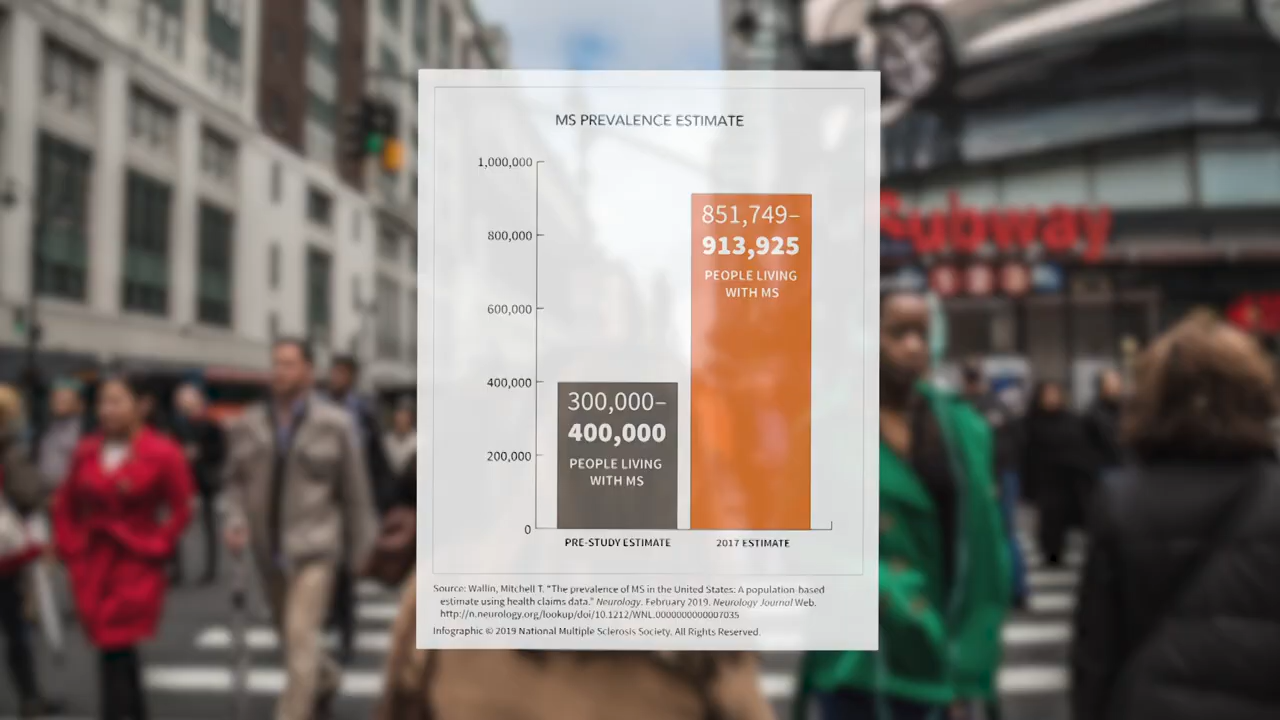 MS PREVALENCE ESTIMATE
1,000,000
800,000
600,000
400,000
200,000
0
300,000–
400,000
PEOPLE LIVING
WITH MS
851,749–
913,925
PEOPLE LIVING
WITH MS
PRE-STUDY ESTIMATE
2017 ESTIMATE
Source: Wallin, Mitchell T. “The prevalence of MS in the United States: A population-based
estimate using health claims data.” Neurology. February 2019. Neurology Journal Web.
http://n.neurology.org/lookup/doi/10.1212/WNL.0000000000007035
Infographic © 2019 National Multiple Sclerosis Society. All Rights Reserved.
Subway